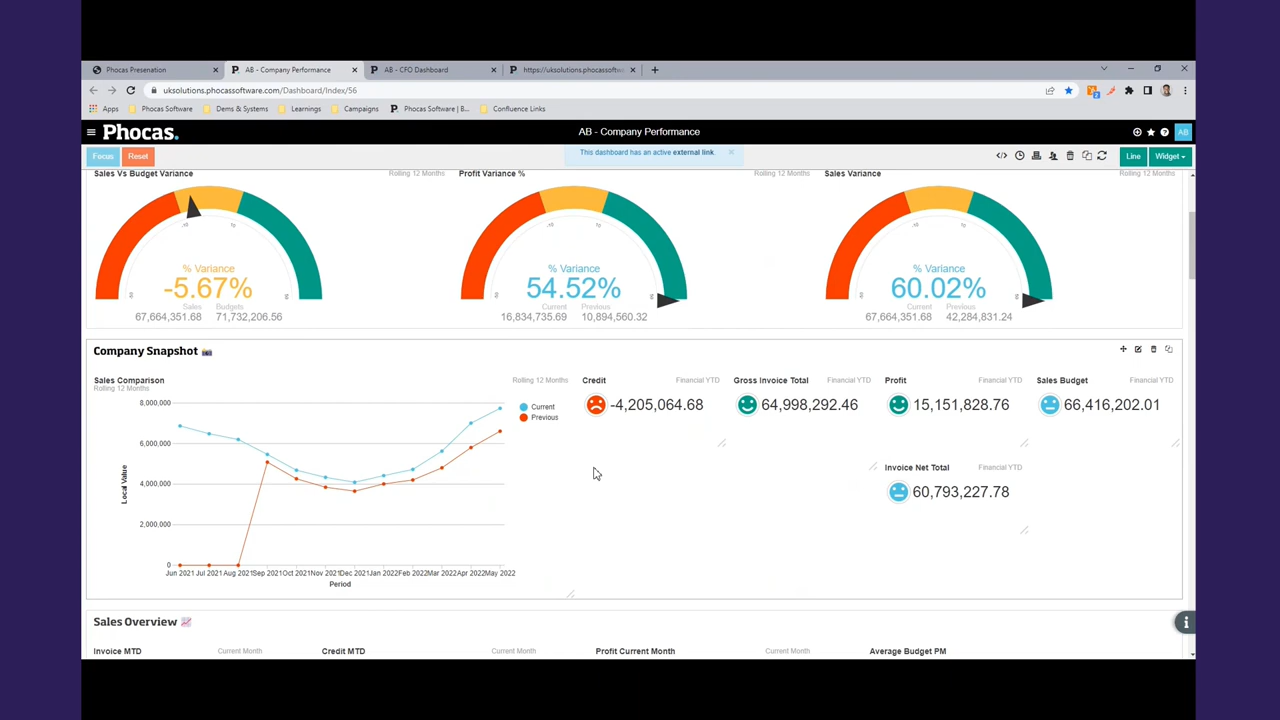 Phocas Presenation
AB - Company Performance
AB - CFO Dashboard
https://uksolutions.phocassoftw
uksolutions.phocassoftware.com/Dashboard/Index/56
Apps
Phocas Software
Dems & Systems
Learnings
Campaigns
Phocas Software | B...
Confluence Links
Phocas.
AB - Company Performance
AB
Focus
Reset
This dashboard has an active external link
Line
Widget
Sales Vs Budget Variance
Rolling 12 Months
Profit Variance %
Rolling 12 Months
Sales Variance
Rolling 12 Months
% Variance
-5.67%
Sales
Budgets
67,664,351.68
71,732,206.56
% Variance
54.52%
Current
Previous
16,834,735.69
10,894,560.32
% Variance
60.02%
Current
Previous
67,664,351.68
42,284,831.24
Company Snapshot
Sales Comparison
Rolling 12 Months
Rolling 12 Months
Current
Previous
8,000,000
6,000,000
4,000,000
2,000,000
0
Local Value
Jun 2021 Jul 2021 Aug 2021 Sep 2021 Oct 2021 Nov 2021 Dec 2021 Jan 2022 Feb 2022 Mar 2022 Apr 2022 May 2022
Period
Credit
Financial YTD
-4,205,064.68
Gross Invoice Total
Financial YTD
64,998,292.46
Profit
Financial YTD
15,151,828.76
Sales Budget
Financial YTD
66,416,202.01
Invoice Net Total
Financial YTD
60,793,227.78
Sales Overview
Invoice MTD
Current Month
Credit MTD
Current Month
Profit Current Month
Current Month
Average Budget PM